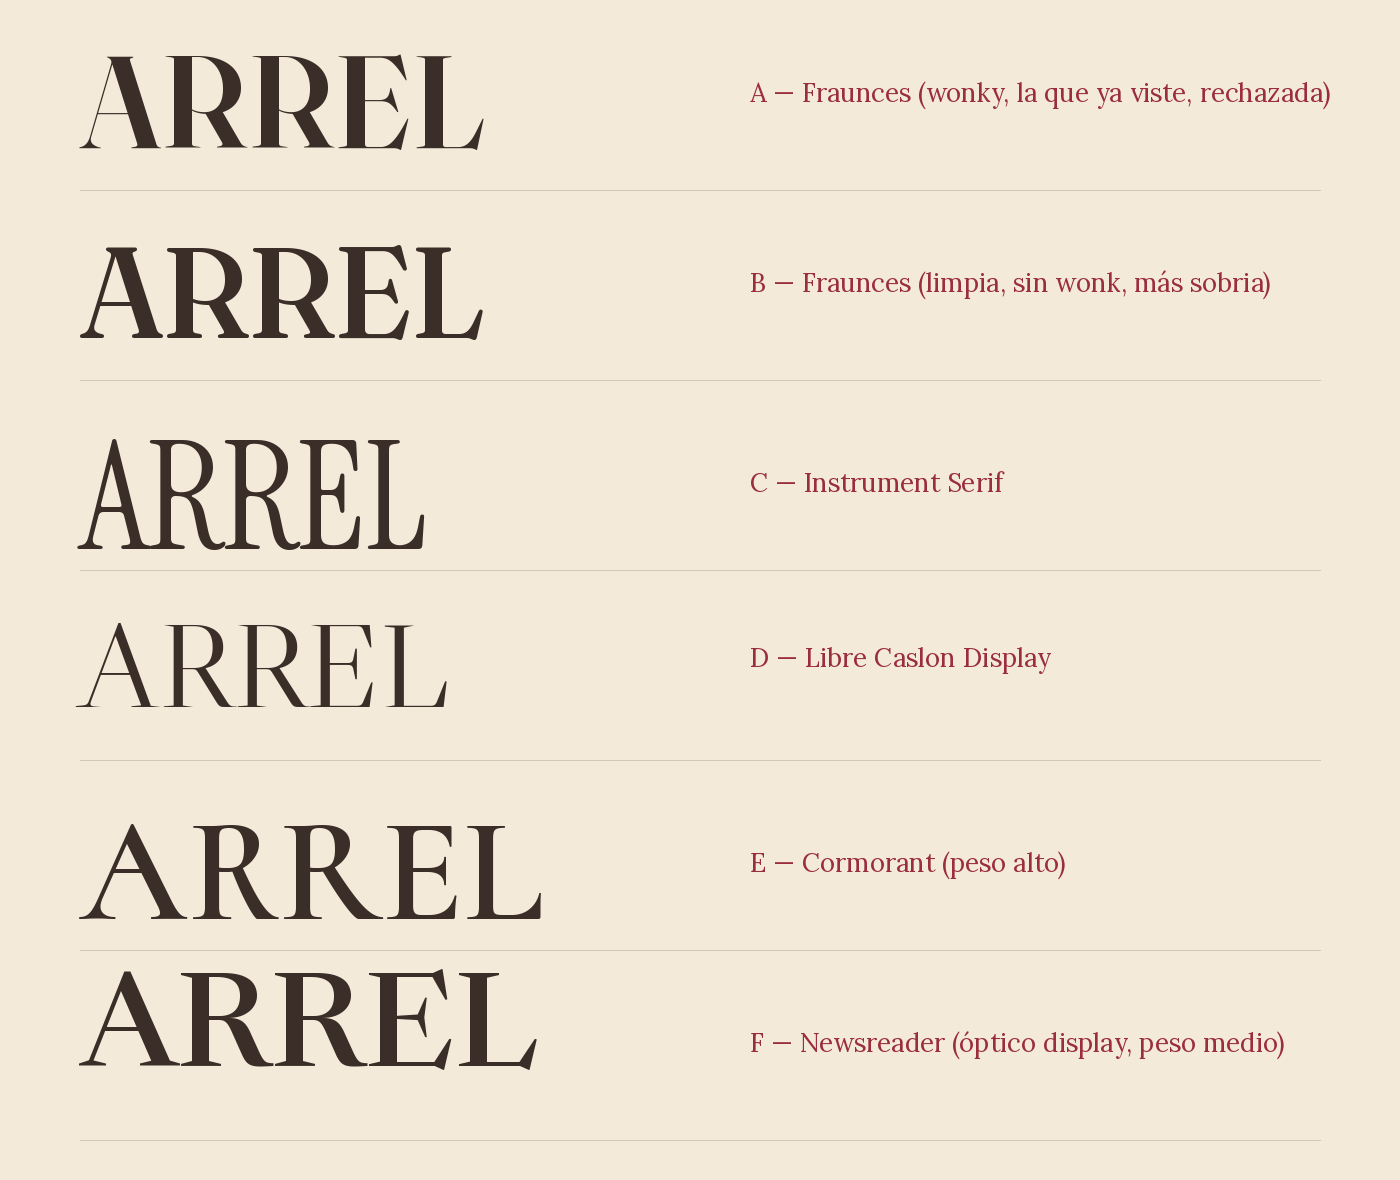 ARREL A — Fraunces (wonky, la que ya viste, rechazada)
ARREL B — Fraunces (limpia, sin wonk, más sobria)
ARREL C — Instrument Serif
ARREL D — Libre Caslon Display
ARREL E — Cormorant (peso alto)
ARREL F — Newsreader (óptico display, peso medio)